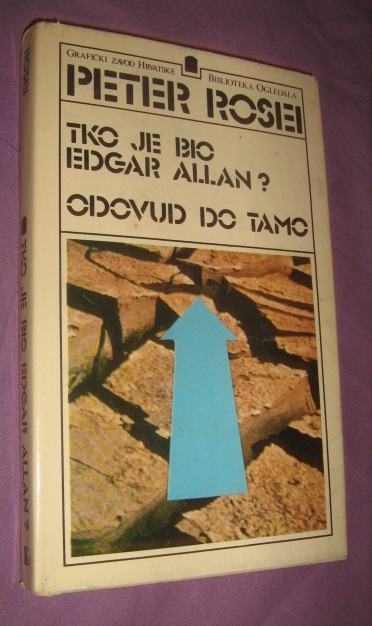 GRAFIČKI ZAVOD HRVATSKE
BIBLIOTEKA OGLEDALA
PETER ROSEI
TKO JE BIO
EDGAR ALLAN?
ODOVUD DO TAMO
ROSEI
TKO JE BIO EDGAR ALLAN?